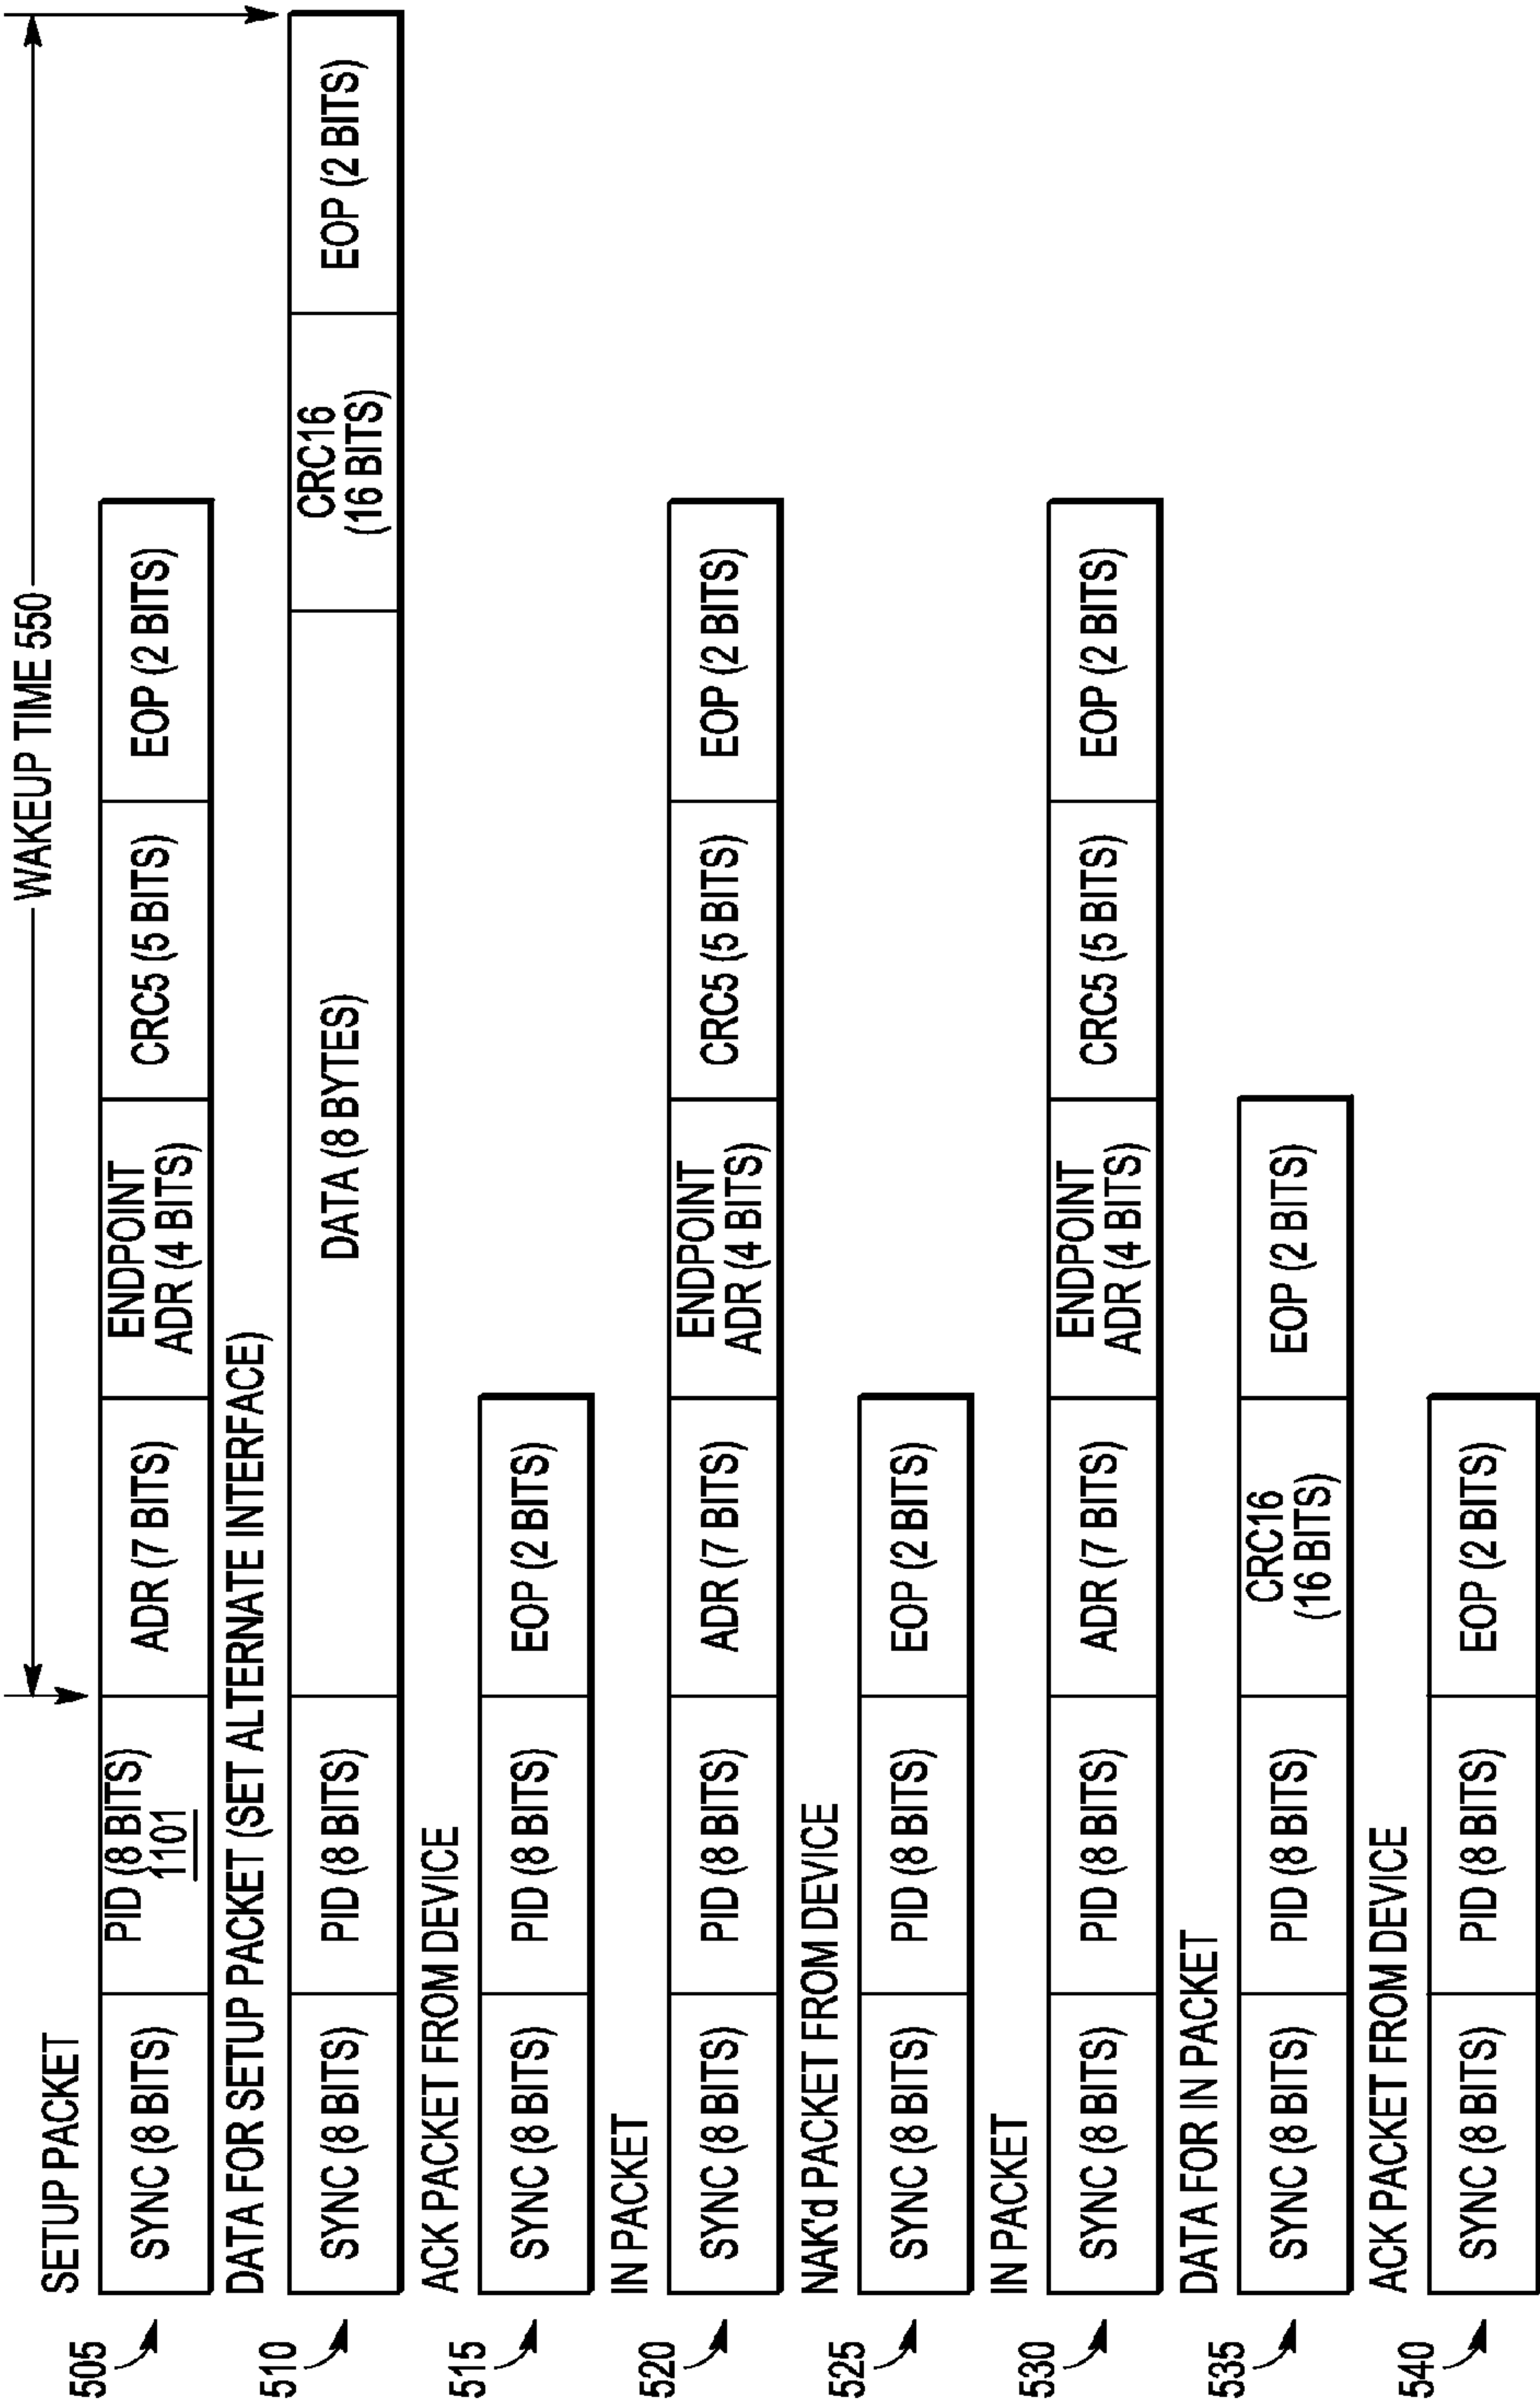 WAKEUP TIME 550
505
SETUP PACKET
SYNC (8 BITS)
PID (8 BITS)
1101
ADR (7 BITS)
ENDPOINT
ADR (4 BITS)
CRC5 (5 BITS)
EOP (2 BITS)
510
DATA FOR SETUP PACKET (SET ALTERNATE INTERFACE)
SYNC (8 BITS)
PID (8 BITS)
DATA (8 BYTES)
CRC16
(16 BITS)
EOP (2 BITS)
515
ACK PACKET FROM DEVICE
SYNC (8 BITS)
PID (8 BITS)
EOP (2 BITS)
520
IN PACKET
SYNC (8 BITS)
PID (8 BITS)
ADR (7 BITS)
ENDPOINT
ADR (4 BITS)
CRC5 (5 BITS)
EOP (2 BITS)
525
NAK'd PACKET FROM DEVICE
SYNC (8 BITS)
PID (8 BITS)
EOP (2 BITS)
530
IN PACKET
SYNC (8 BITS)
PID (8 BITS)
ADR (7 BITS)
ENDPOINT
ADR (4 BITS)
CRC5 (5 BITS)
EOP (2 BITS)
535
DATA FOR IN PACKET
SYNC (8 BITS)
PID (8 BITS)
CRC16
(16 BITS)
EOP (2 BITS)
540
ACK PACKET FROM DEVICE
SYNC (8 BITS)
PID (8 BITS)
EOP (2 BITS)